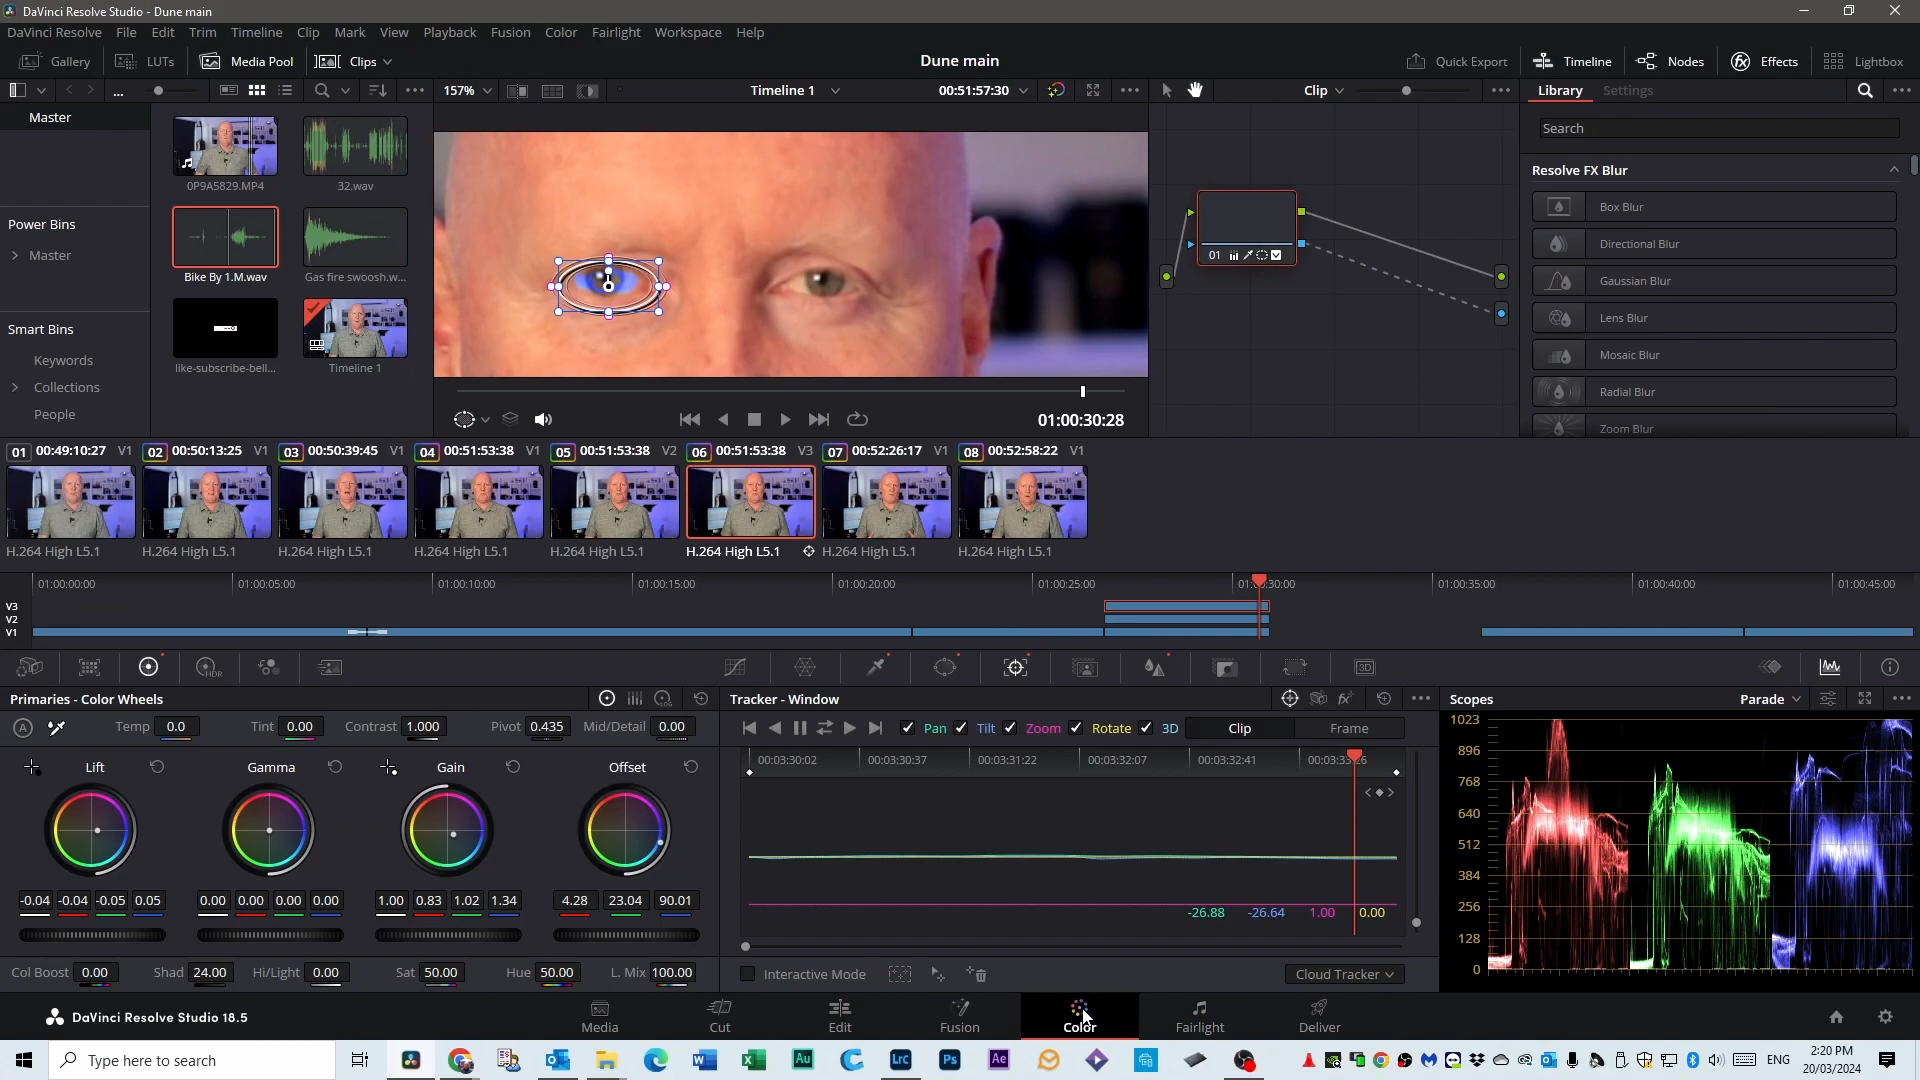 DaVinci Resolve Studio - Dune main
DaVinci Resolve File Edit Trim Timeline Clip Mark View Playback Fusion Color Fairlight Workspace Help
Gallery LUTs Media Pool Clips Dune main Quick Export Timeline Nodes Effects Lightbox
... 157% Timeline 1 00:51:57:30 Clip Library Settings
Master
Search
Resolve FX Blur
0P9A5829.MP4 32.wav
Box Blur
Power Bins
Directional Blur
Master
Bike By 1.M.wav Gas fire swoosh.w...
Gaussian Blur
01
Lens Blur
Smart Bins
Mosaic Blur
Keywords
like-subscribe-bell... Timeline 1
Collections
Radial Blur
People
01:00:30:28
Zoom Blur
01 00:49:10:27 V1 02 00:50:13:25 V1 03 00:50:39:45 V1 04 00:51:53:38 V1 05 00:51:53:38 V2 06 00:51:53:38 V3 07 00:52:26:17 V1 08 00:52:58:22 V1
H.264 High L5.1 H.264 High L5.1 H.264 High L5.1 H.264 High L5.1 H.264 High L5.1 H.264 High L5.1 H.264 High L5.1 H.264 High L5.1
01:00:00:00 01:00:05:00 01:00:10:00 01:00:15:00 01:00:20:00 01:00:25:00 01:00:30:00 01:00:35:00 01:00:40:00 01:00:45:00
V3
V2
V1
HDR 3D
Primaries - Color Wheels LOG Tracker - Window fx Scopes Parade
A Temp 0.0 Tint 0.00 Contrast 1.000 Pivot 0.435 Mid/Detail 0.00 Pan Tilt Zoom Rotate 3D Clip Frame
1023
896
768
640
512
384
256
128
0
00:03:30:02 00:03:30:37 00:03:31:22 00:03:32:07 00:03:32:41 00:03:33:26
Lift Gamma Gain Offset
-0.04 -0.04 -0.05 0.05 0.00 0.00 0.00 0.00 1.00 0.83 1.02 1.34 4.28 23.04 90.01
-26.88 -26.64 1.00 0.00
Col Boost 0.00 Shad 24.00 Hi/Light 0.00 Sat 50.00 Hue 50.00 L. Mix 100.00 Interactive Mode Cloud Tracker
DaVinci Resolve Studio 18.5 Media Cut Edit Fusion Color Fairlight Deliver
Type here to search Au Lrc Ps Ae ENG 2:20 PM
20/03/2024